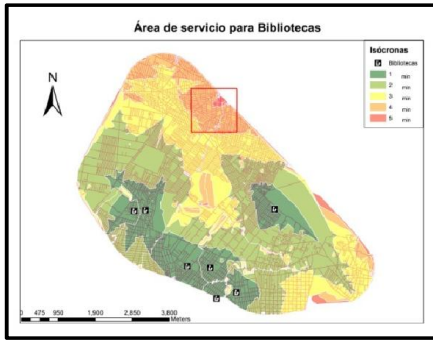 Área de servicio para Bibliotecas
N
Isócronas
Bibliotecas
1 min
2 min
3 min
4 min
5 min
0 475 950 1,900 2,850 3,800
Meters